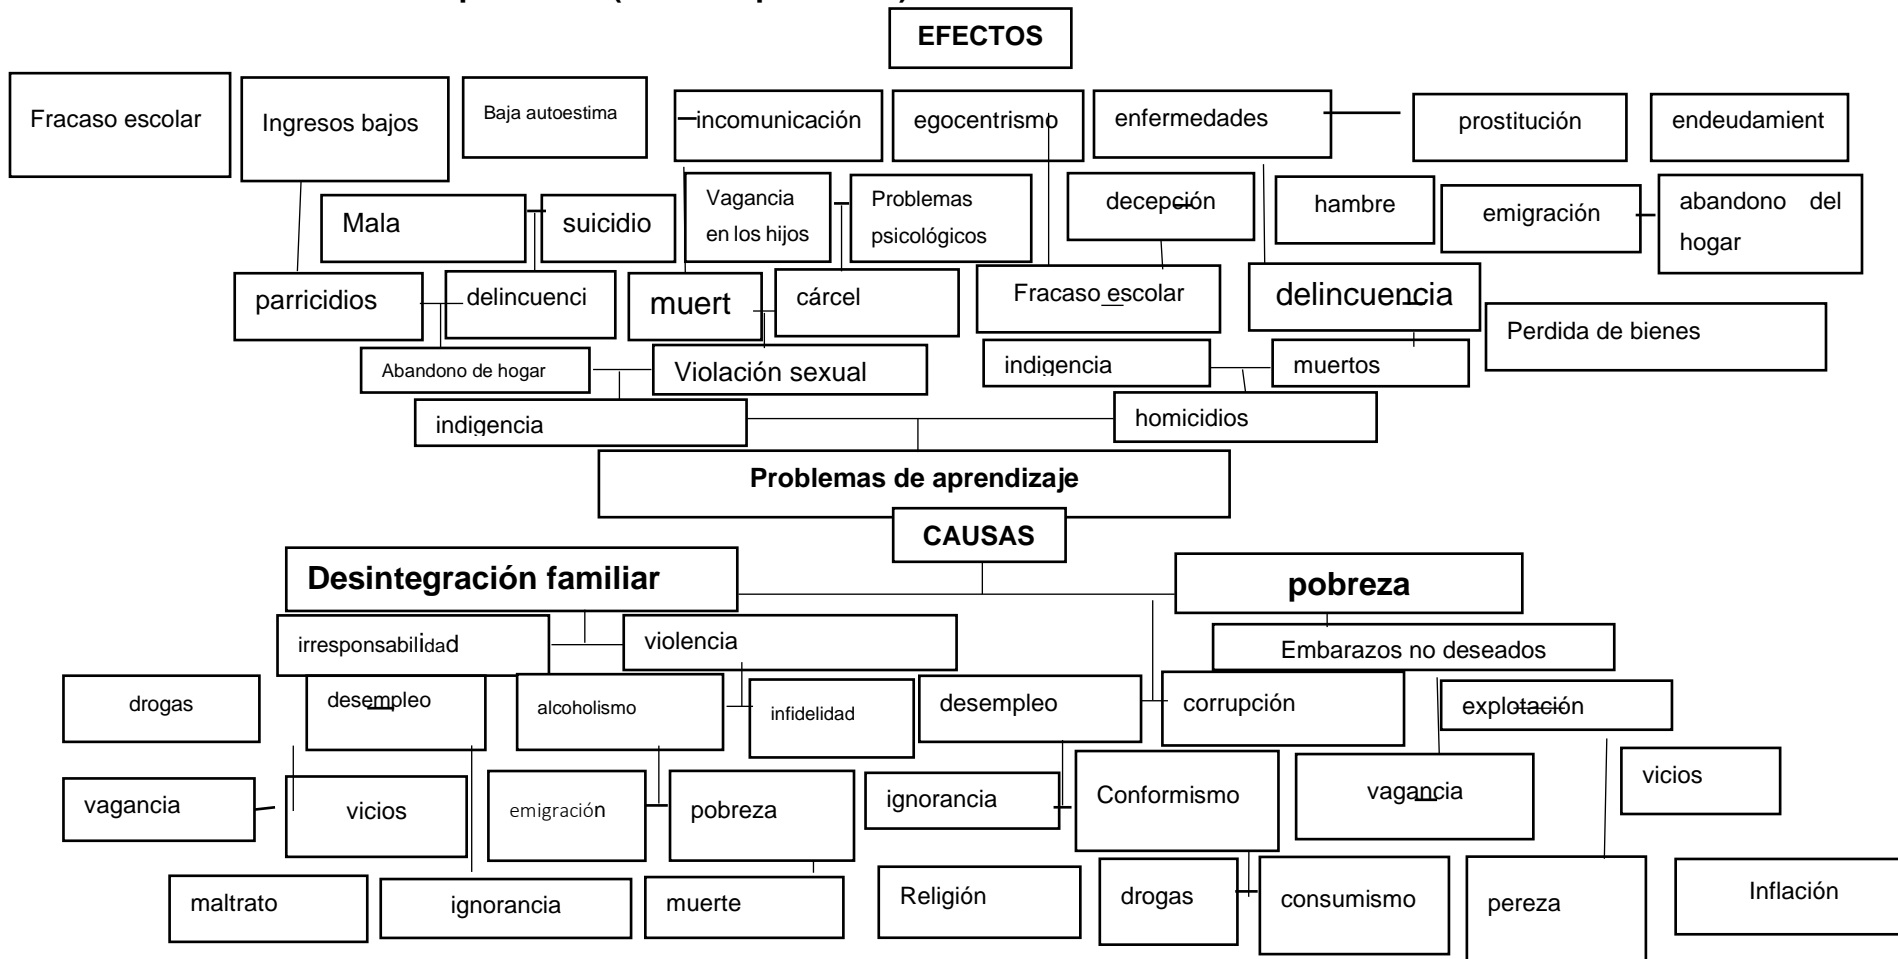 EFECTOS
Fracaso escolar
Ingresos bajos
Baja autoestima
incomunicación
egocentrismo
enfermedades
prostitución
endeudamient
Mala
suicidio
Vagancia
en los hijos
Problemas
psicológicos
decepción
hambre
emigración
abandono del
hogar
parricidios
delincuenci
muert
cárcel
Fracaso escolar
delincuencia
Perdida de bienes
Abandono de hogar
Violación sexual
indigencia
muertos
indigencia
homicidios
Problemas de aprendizaje
CAUSAS
Desintegración familiar
pobreza
irresponsabilidad
violencia
Embarazos no deseados
drogas
desempleo
alcoholismo
infidelidad
desempleo
corrupción
explotación
vagancia
vicios
emigración
pobreza
ignorancia
Conformismo
vagancia
vicios
maltrato
ignorancia
muerte
Religión
drogas
consumismo
pereza
Inflación